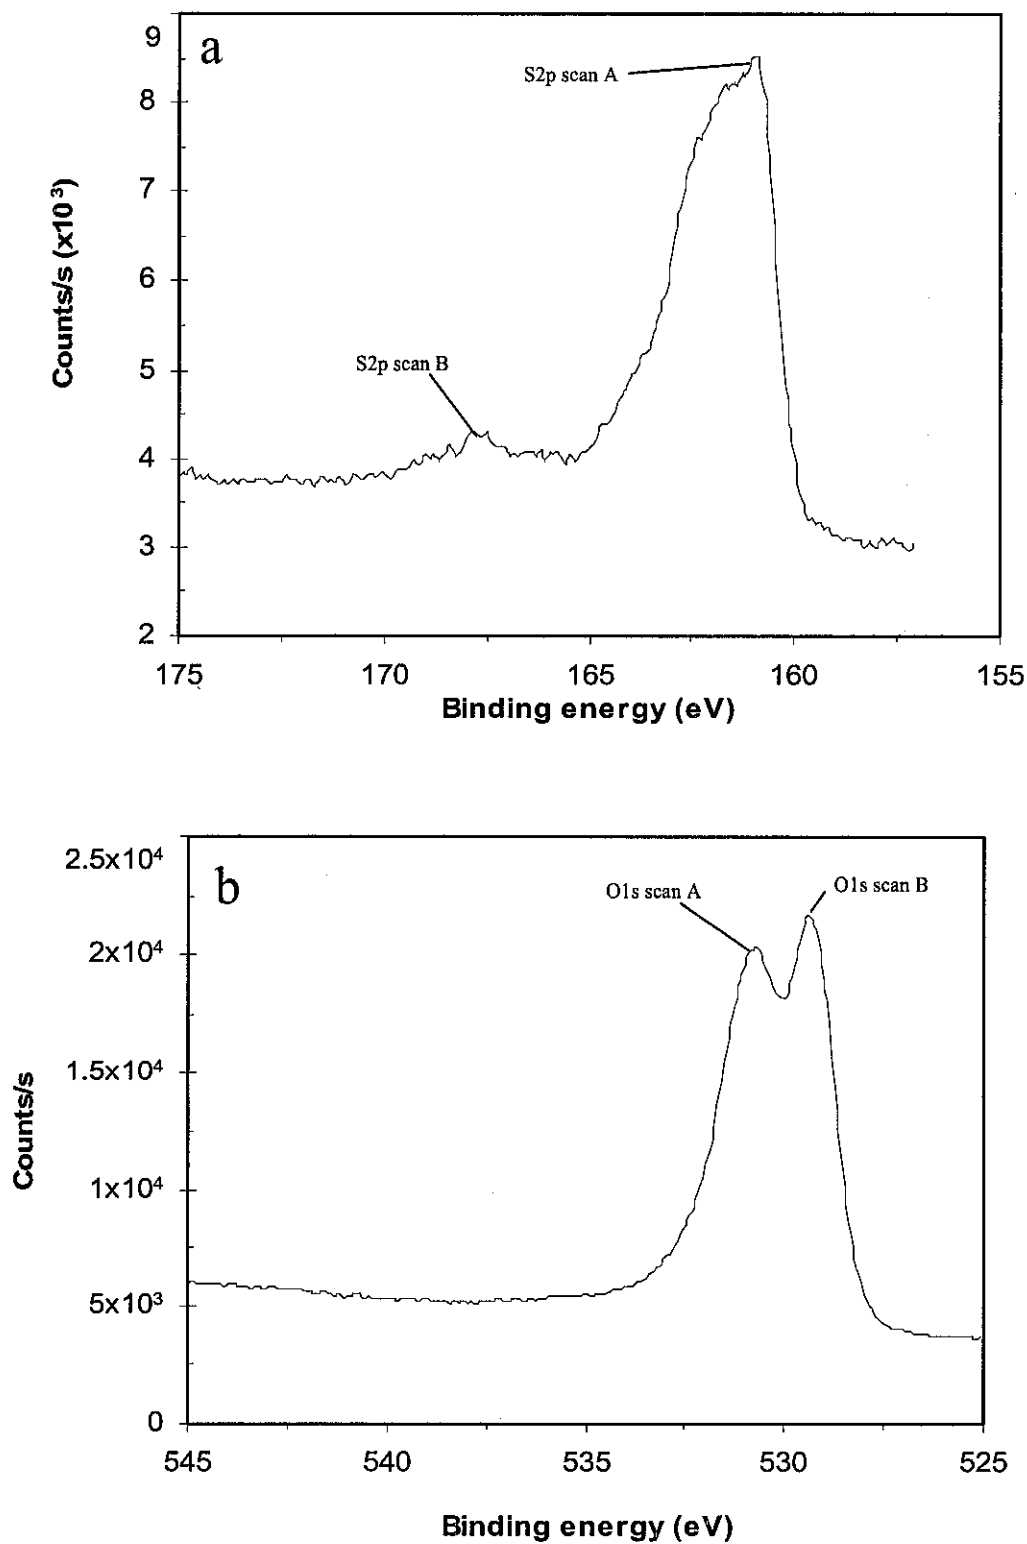 9
a
S2p scan A
8
7
Counts/s (x10³)
6
S2p scan B
5
4
3
2
175 170 165 160 155
Binding energy (eV)
2.5x10⁴
b
O1s scan A
O1s scan B
2x10⁴
1.5x10⁴
Counts/s
1x10⁴
5x10³
0
545 540 535 530 525
Binding energy (eV)